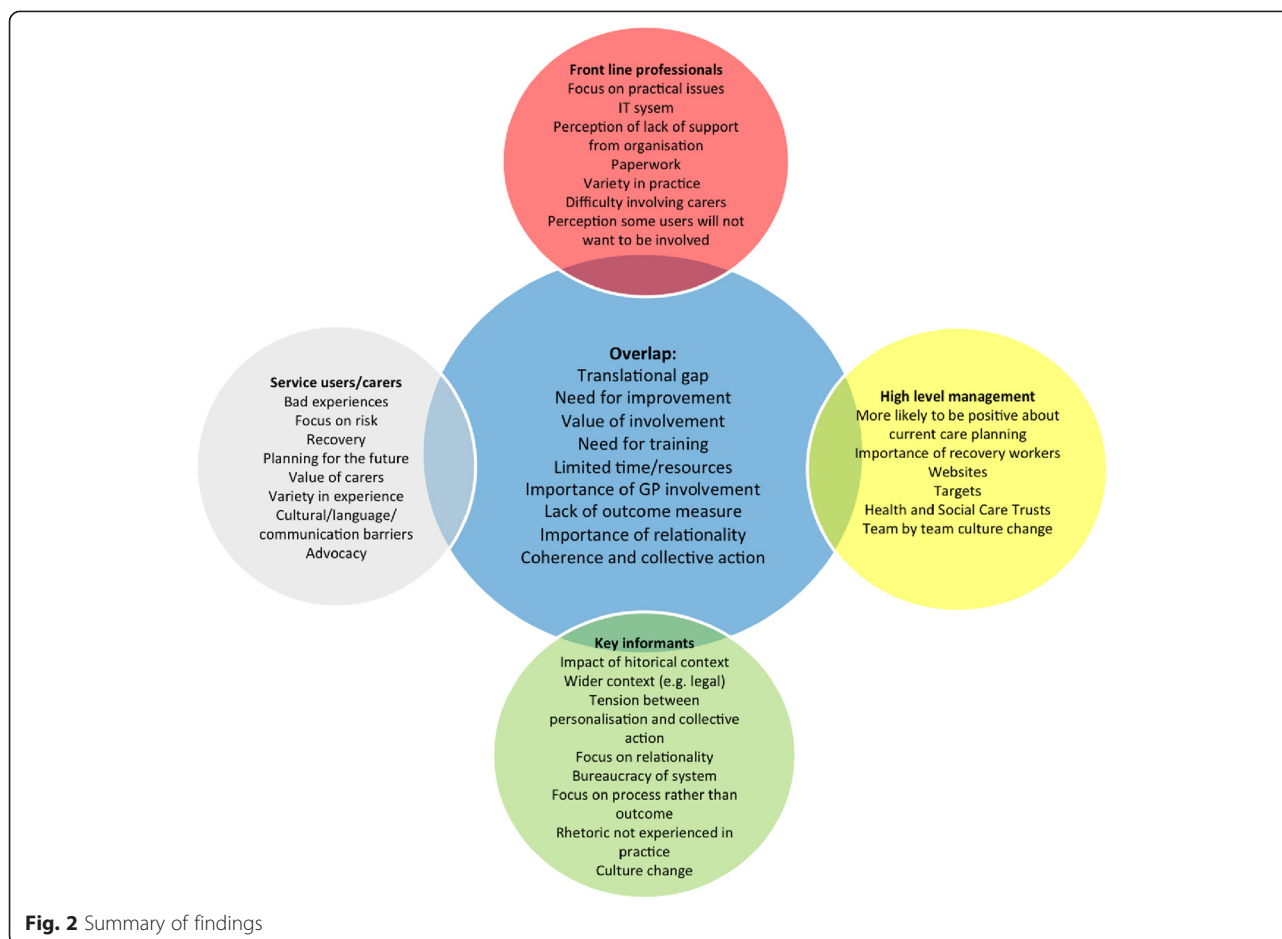 Front line professionals
Focus on practical issues
IT sysem
Perception of lack of support
from organisation
Paperwork
Variety in practice
Difficulty involving carers
Perception some users will not
want to be involved
Service users/carers
Bad experiences
Focus on risk
Recovery
Planning for the future
Value of carers
Variety in experience
Cultural/language/
communication barriers
Advocacy
Overlap:
Translational gap
Need for improvement
Value of involvement
Need for training
Limited time/resources
Importance of GP involvement
Lack of outcome measure
Importance of relationality
Coherence and collective action
High level management
More likely to be positive about
current care planning
Importance of recovery workers
Websites
Targets
Health and Social Care Trusts
Team by team culture change
Key informants
Impact of hitorical context
Wider context (e.g. legal)
Tension between
personalisation and collective
action
Focus on relationality
Bureaucracy of system
Focus on process rather than
outcome
Rhetoric not experienced in
practice
Culture change
Fig. 2 Summary of findings